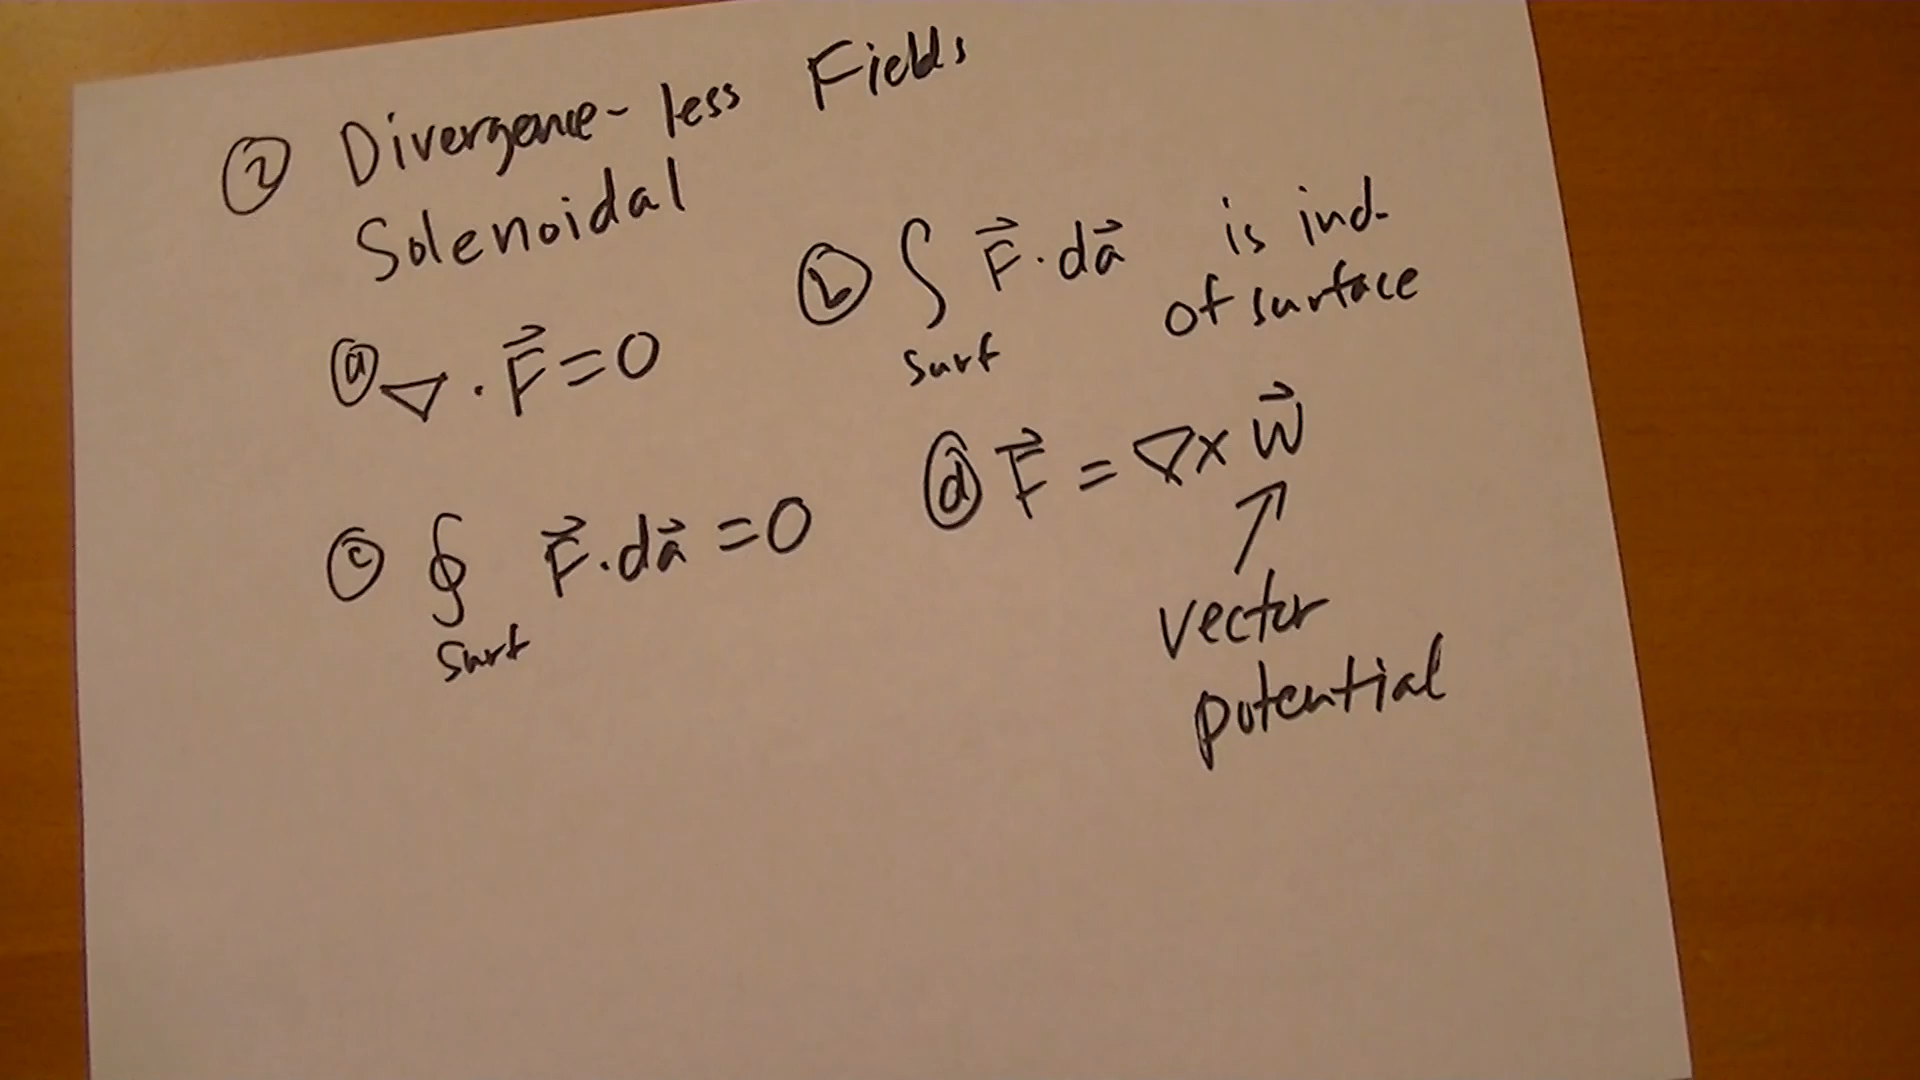 ② Divergence-less Fields
Solenoidal
ⓐ ∇ · F⃗ = 0
ⓑ ∫ F⃗ · da⃗ is ind.
surf of surface
ⓒ ∮ F⃗ · da⃗ = 0
surf
ⓓ F⃗ = ∇ × W⃗
vector
potential